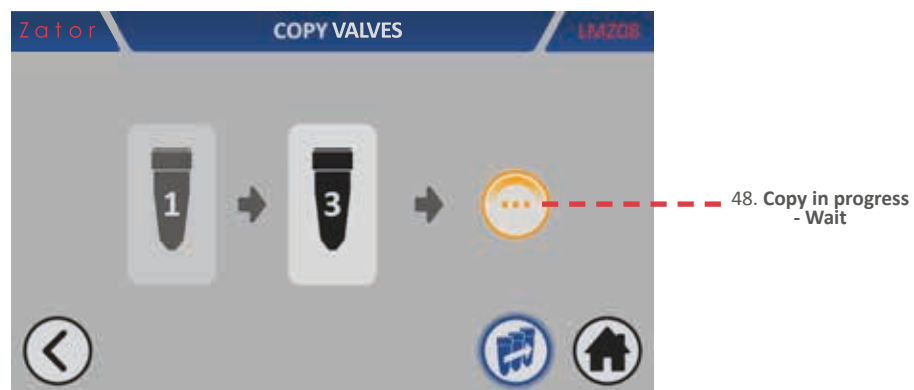 Zator
COPY VALVES
LMZ08
1
3
48. Copy in progress
- Wait